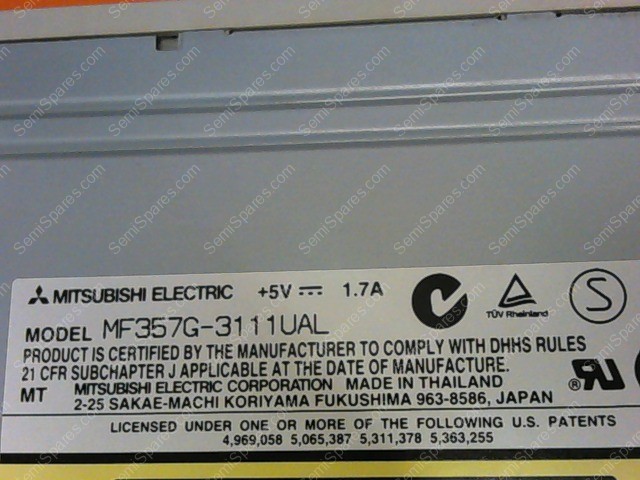 MITSUBISHI ELECTRIC +5V ⎓ 1.7A
TÜV Rheinland
S
MODEL MF357G-3111UAL
PRODUCT IS CERTIFIED BY THE MANUFACTURER TO COMPLY WITH DHHS RULES
21 CFR SUBCHAPTER J APPLICABLE AT THE DATE OF MANUFACTURE.
MT MITSUBISHI ELECTRIC CORPORATION MADE IN THAILAND
2-25 SAKAE-MACHI KORIYAMA FUKUSHIMA 963-8586, JAPAN
LICENSED UNDER ONE OR MORE OF THE FOLLOWING U.S. PATENTS
4,969,058 5,065,387 5,311,378 5,363,255
SemiSpares.com